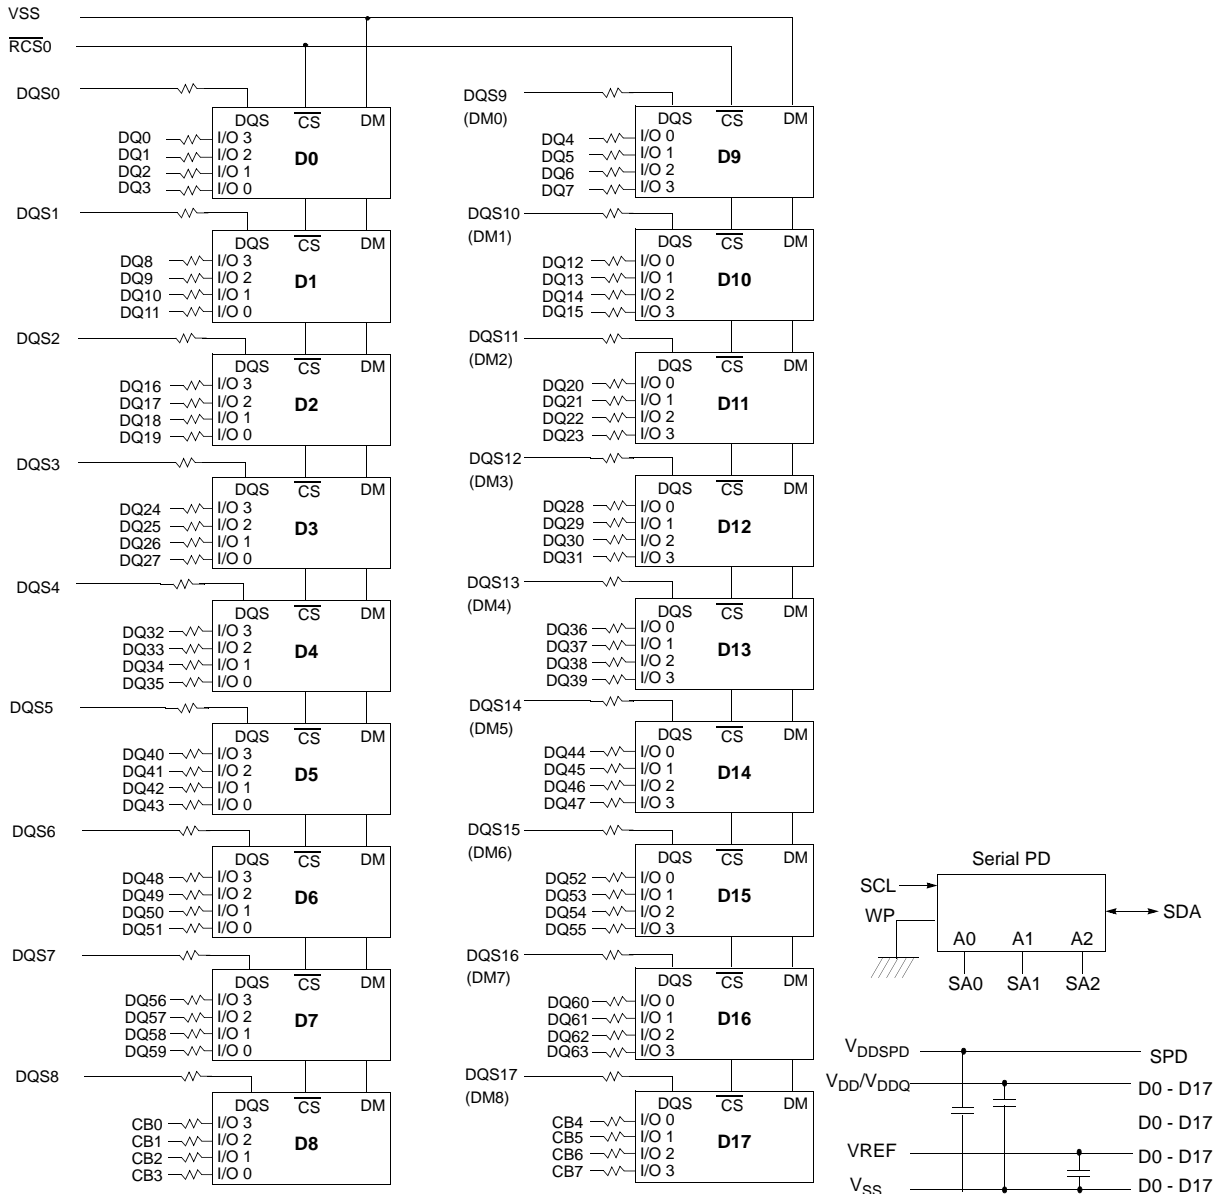 VSS
RCS0
DQS0
DQS CS DM
DQ0 I/O 3
DQ1 I/O 2
DQ2 I/O 1
DQ3 I/O 0
D0
DQS1
DQS CS DM
DQ8 I/O 3
DQ9 I/O 2
DQ10 I/O 1
DQ11 I/O 0
D1
DQS2
DQS CS DM
DQ16 I/O 3
DQ17 I/O 2
DQ18 I/O 1
DQ19 I/O 0
D2
DQS3
DQS CS DM
DQ24 I/O 3
DQ25 I/O 2
DQ26 I/O 1
DQ27 I/O 0
D3
DQS4
DQS CS DM
DQ32 I/O 3
DQ33 I/O 2
DQ34 I/O 1
DQ35 I/O 0
D4
DQS5
DQS CS DM
DQ40 I/O 3
DQ41 I/O 2
DQ42 I/O 1
DQ43 I/O 0
D5
DQS6
DQS CS DM
DQ48 I/O 3
DQ49 I/O 2
DQ50 I/O 1
DQ51 I/O 0
D6
DQS7
DQS CS DM
DQ56 I/O 3
DQ57 I/O 2
DQ58 I/O 1
DQ59 I/O 0
D7
DQS8
DQS CS DM
CB0 I/O 3
CB1 I/O 2
CB2 I/O 1
CB3 I/O 0
D8
DQS9
(DM0)
DQS CS DM
DQ4 I/O 0
DQ5 I/O 1
DQ6 I/O 2
DQ7 I/O 3
D9
DQS10
(DM1)
DQS CS DM
DQ12 I/O 0
DQ13 I/O 1
DQ14 I/O 2
DQ15 I/O 3
D10
DQS11
(DM2)
DQS CS DM
DQ20 I/O 0
DQ21 I/O 1
DQ22 I/O 2
DQ23 I/O 3
D11
DQS12
(DM3)
DQS CS DM
DQ28 I/O 0
DQ29 I/O 1
DQ30 I/O 2
DQ31 I/O 3
D12
DQS13
(DM4)
DQS CS DM
DQ36 I/O 0
DQ37 I/O 1
DQ38 I/O 2
DQ39 I/O 3
D13
DQS14
(DM5)
DQS CS DM
DQ44 I/O 0
DQ45 I/O 1
DQ46 I/O 2
DQ47 I/O 3
D14
DQS15
(DM6)
DQS CS DM
DQ52 I/O 0
DQ53 I/O 1
DQ54 I/O 2
DQ55 I/O 3
D15
DQS16
(DM7)
DQS CS DM
DQ60 I/O 0
DQ61 I/O 1
DQ62 I/O 2
DQ63 I/O 3
D16
DQS17
(DM8)
DQS CS DM
CB4 I/O 0
CB5 I/O 1
CB6 I/O 2
CB7 I/O 3
D17
Serial PD
SCL
WP
SDA
A0 A1 A2
SA0 SA1 SA2
VDDSPD SPD
VDD/VDDQ D0 - D17
D0 - D17
VREF D0 - D17
VSS D0 - D17